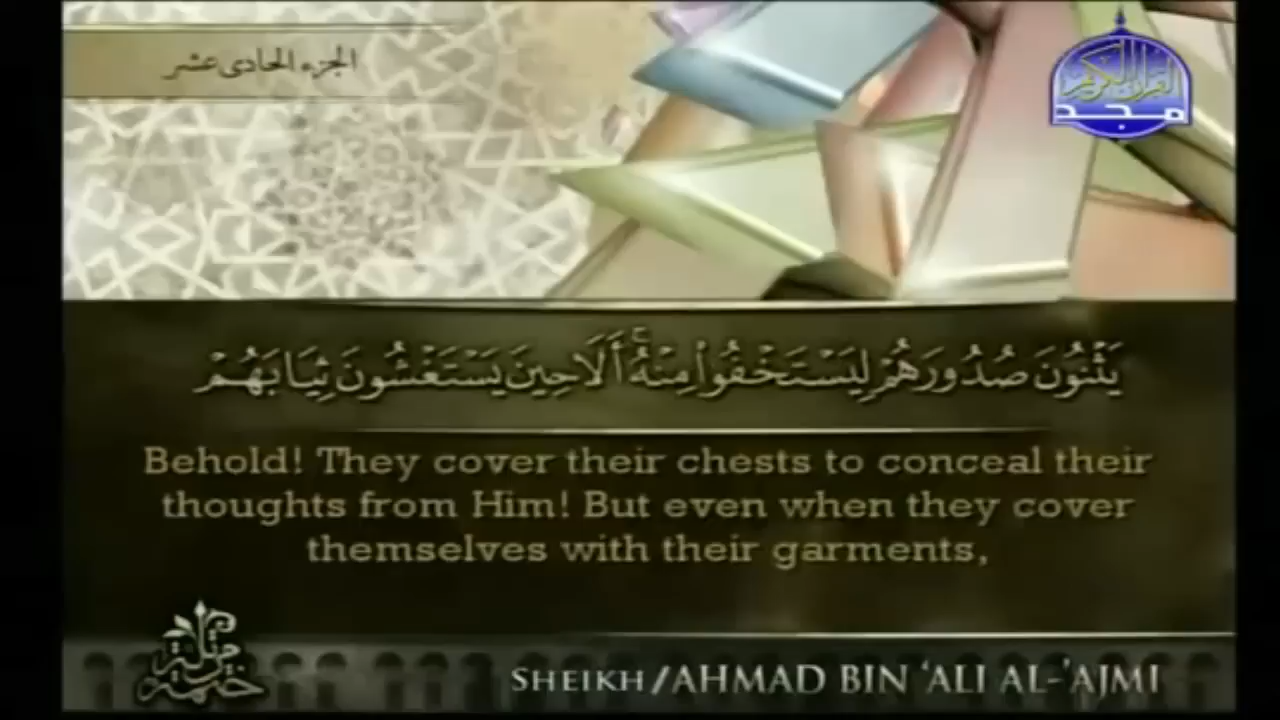 الجزء الحادى عشر
القرآن الكريم
مجد
يَثْنُونَ صُدُورَهُمْ لِيَسْتَخْفُوا۟ مِنْهُ ۚ أَلَا حِينَ يَسْتَغْشُونَ ثِيَابَهُمْ
Behold! They cover their chests to conceal their
thoughts from Him! But even when they cover
themselves with their garments,
ختمة مرتلة
SHEIKH/AHMAD BIN ‘ALI AL-’AJMI